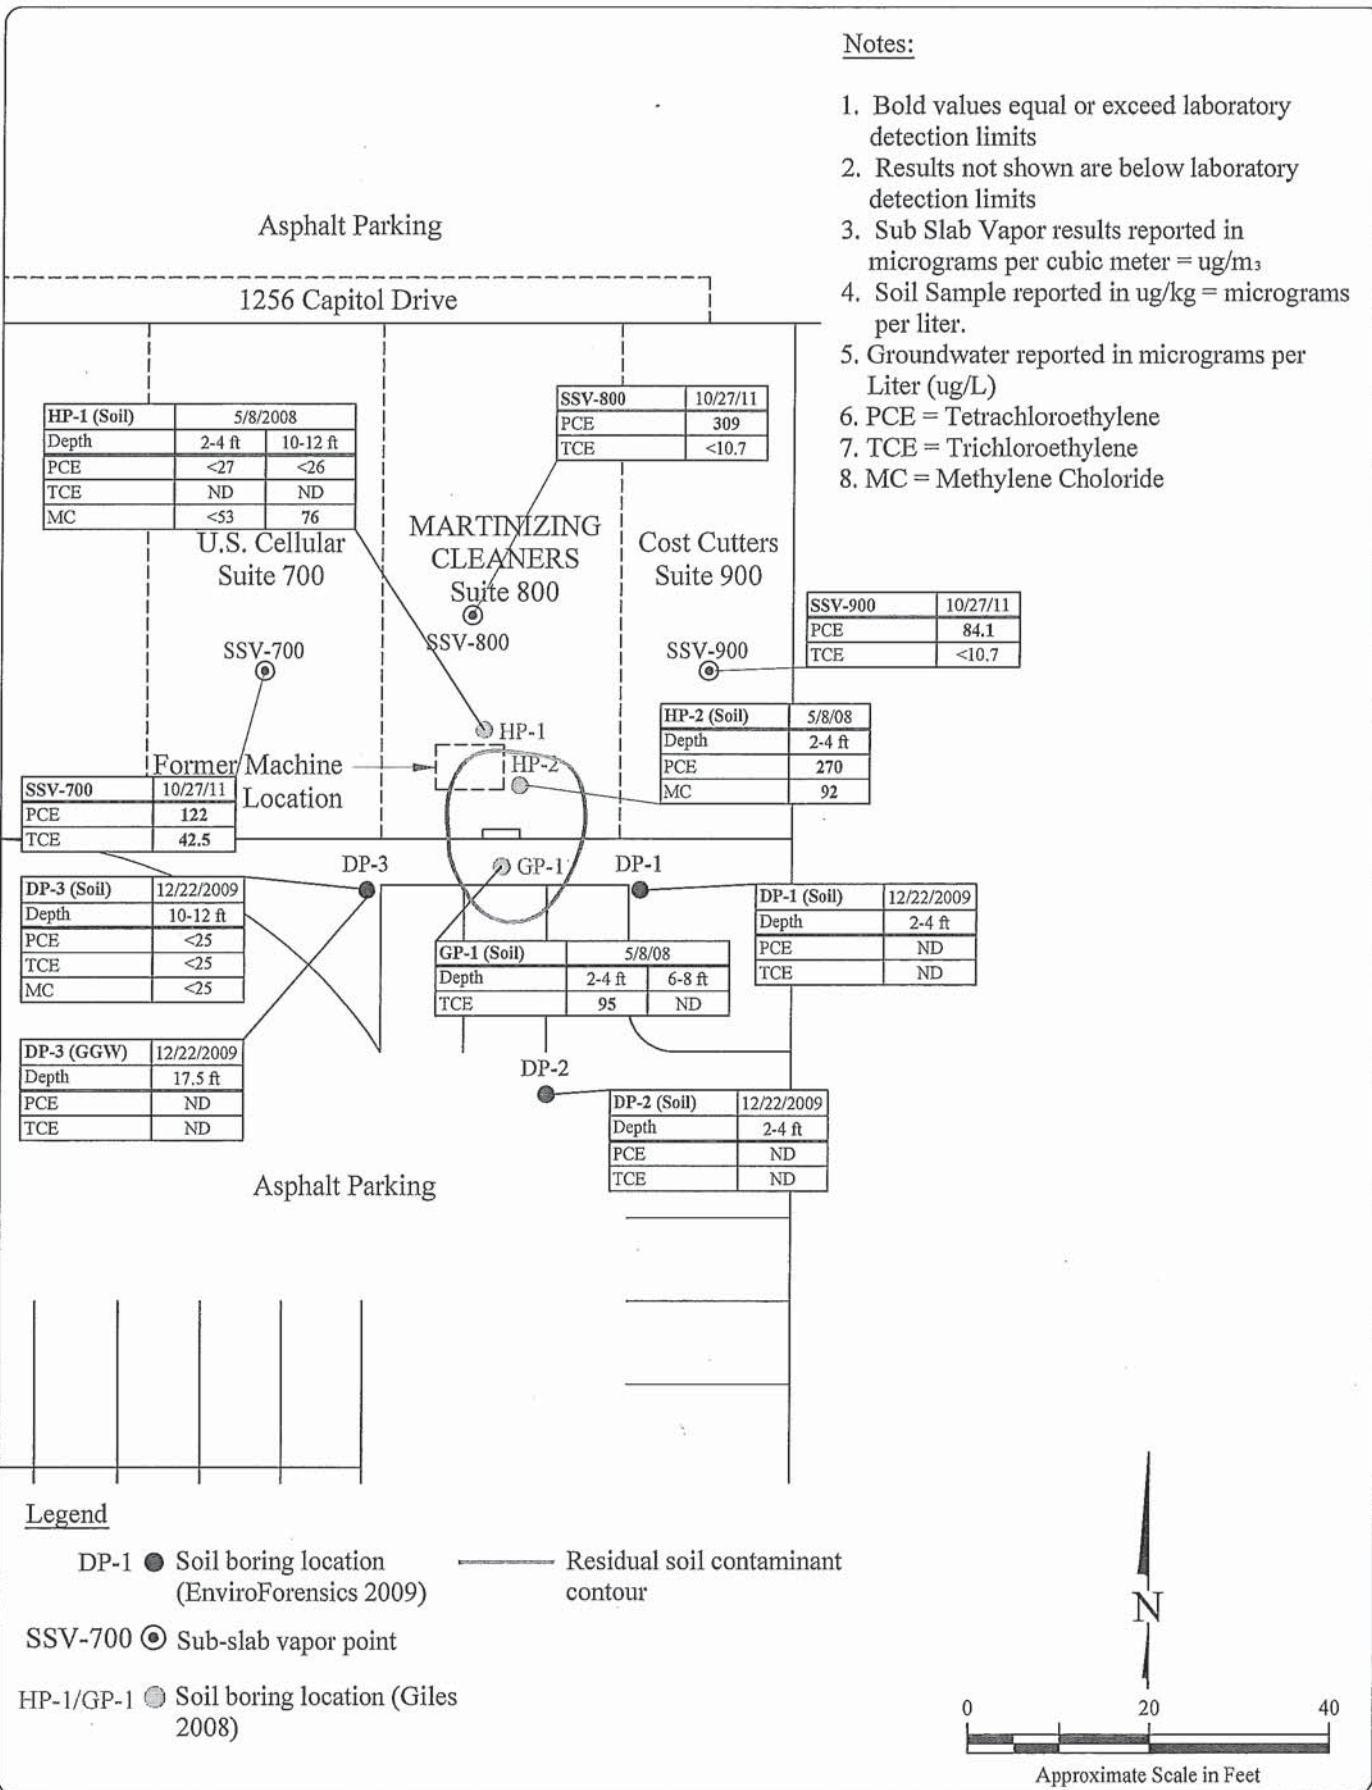 Notes:
1. Bold values equal or exceed laboratory
detection limits
2. Results not shown are below laboratory
detection limits
3. Sub Slab Vapor results reported in
micrograms per cubic meter = ug/m3
4. Soil Sample reported in ug/kg = micrograms
per liter.
5. Groundwater reported in micrograms per
Liter (ug/L)
6. PCE = Tetrachloroethylene
7. TCE = Trichloroethylene
8. MC = Methylene Choloride
Asphalt Parking
1256 Capitol Drive
HP-1 (Soil) 5/8/2008
Depth 2-4 ft 10-12 ft
PCE <27 <26
TCE ND ND
MC <53 76
SSV-800 10/27/11
PCE 309
TCE <10.7
U.S. Cellular
Suite 700
MARTINIZING
CLEANERS
Suite 800
Cost Cutters
Suite 900
SSV-900 10/27/11
PCE 84.1
TCE <10.7
SSV-700
SSV-800
SSV-900
HP-2 (Soil) 5/8/08
Depth 2-4 ft
PCE 270
MC 92
HP-1
HP-2
Former Machine
Location
SSV-700 10/27/11
PCE 122
TCE 42.5
DP-3
GP-1
DP-1
DP-3 (Soil) 12/22/2009
Depth 10-12 ft
PCE <25
TCE <25
MC <25
DP-1 (Soil) 12/22/2009
Depth 2-4 ft
PCE ND
TCE ND
GP-1 (Soil) 5/8/08
Depth 2-4 ft 6-8 ft
TCE 95 ND
DP-3 (GGW) 12/22/2009
Depth 17.5 ft
PCE ND
TCE ND
DP-2
DP-2 (Soil) 12/22/2009
Depth 2-4 ft
PCE ND
TCE ND
Asphalt Parking
Legend
DP-1 Soil boring location
(EnviroForensics 2009)
Residual soil contaminant
contour
SSV-700 Sub-slab vapor point
HP-1/GP-1 Soil boring location (Giles
2008)
N
0 20 40
Approximate Scale in Feet